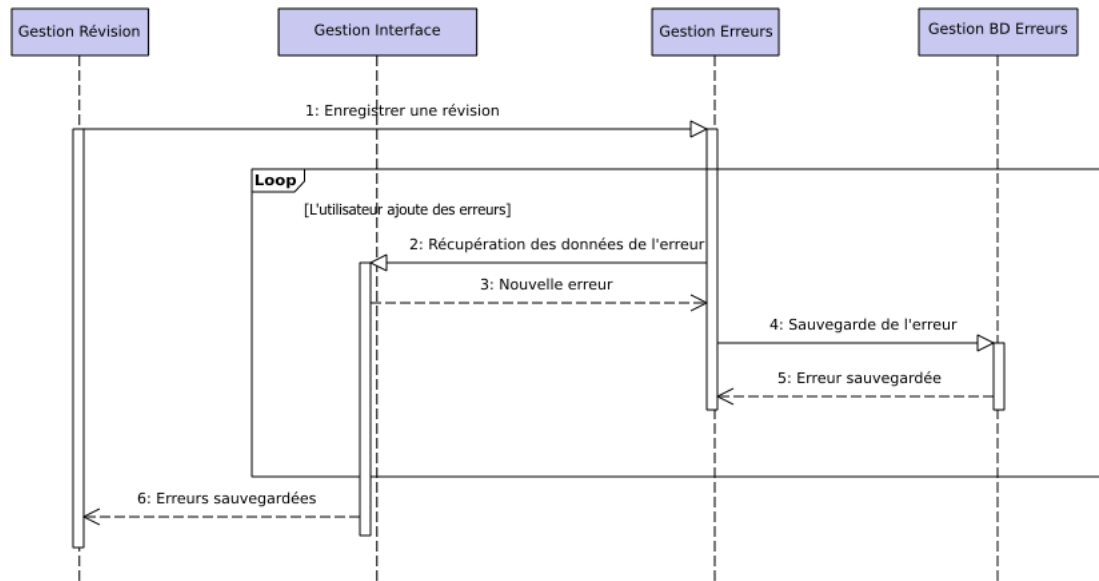 Gestion Révision
Gestion Interface
Gestion Erreurs
Gestion BD Erreurs
1: Enregistrer une révision
Loop
[L'utilisateur ajoute des erreurs]
2: Récupération des données de l'erreur
3: Nouvelle erreur
4: Sauvegarde de l'erreur
5: Erreur sauvegardée
6: Erreurs sauvegardées